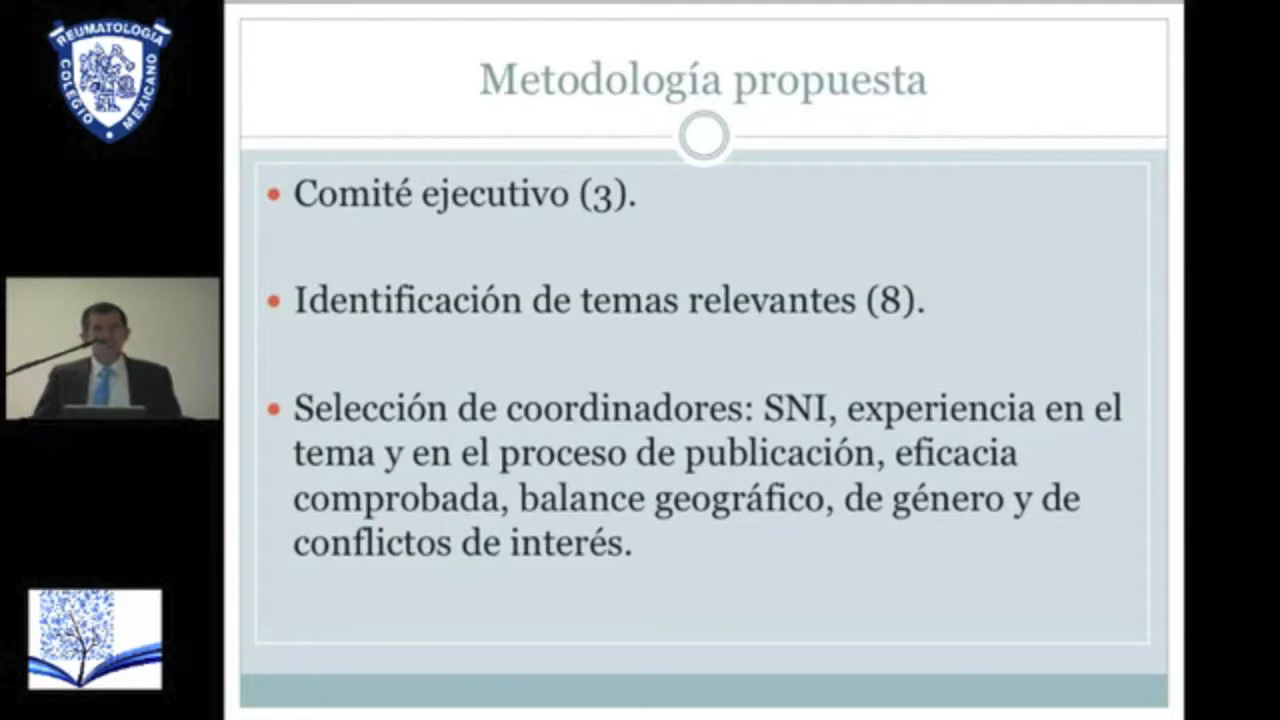 REUMATOLOGIA
COLEGIO
MEXICANO
Metodología propuesta
• Comité ejecutivo (3).
• Identificación de temas relevantes (8).
• Selección de coordinadores: SNI, experiencia en el
tema y en el proceso de publicación, eficacia
comprobada, balance geográfico, de género y de
conflictos de interés.